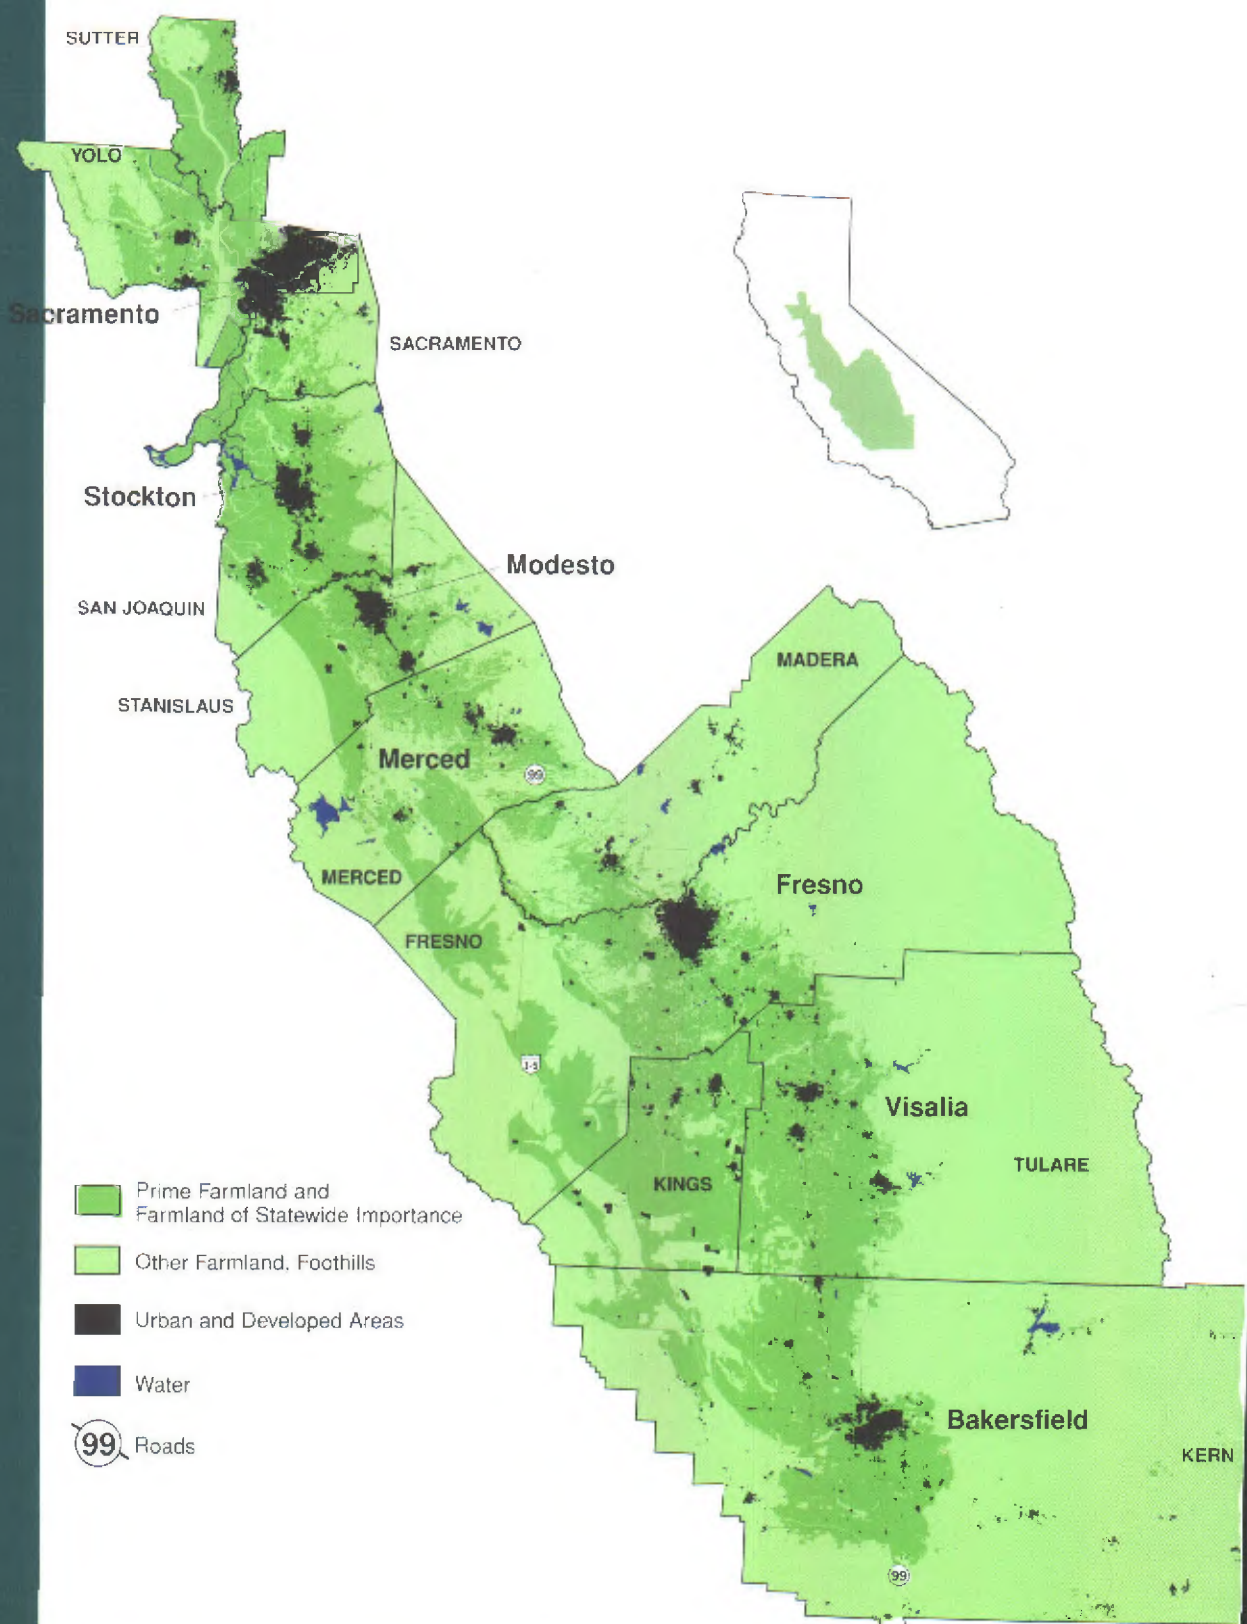 SUTTER
YOLO
Sacramento
SACRAMENTO
Stockton
Modesto
SAN JOAQUIN
MADERA
STANISLAUS
Merced
99
MERCED
Fresno
FRESNO
I-5
Visalia
TULARE
KINGS
Prime Farmland and
Farmland of Statewide Importance
Other Farmland, Foothills
Urban and Developed Areas
Water
99 Roads
Bakersfield
KERN
99